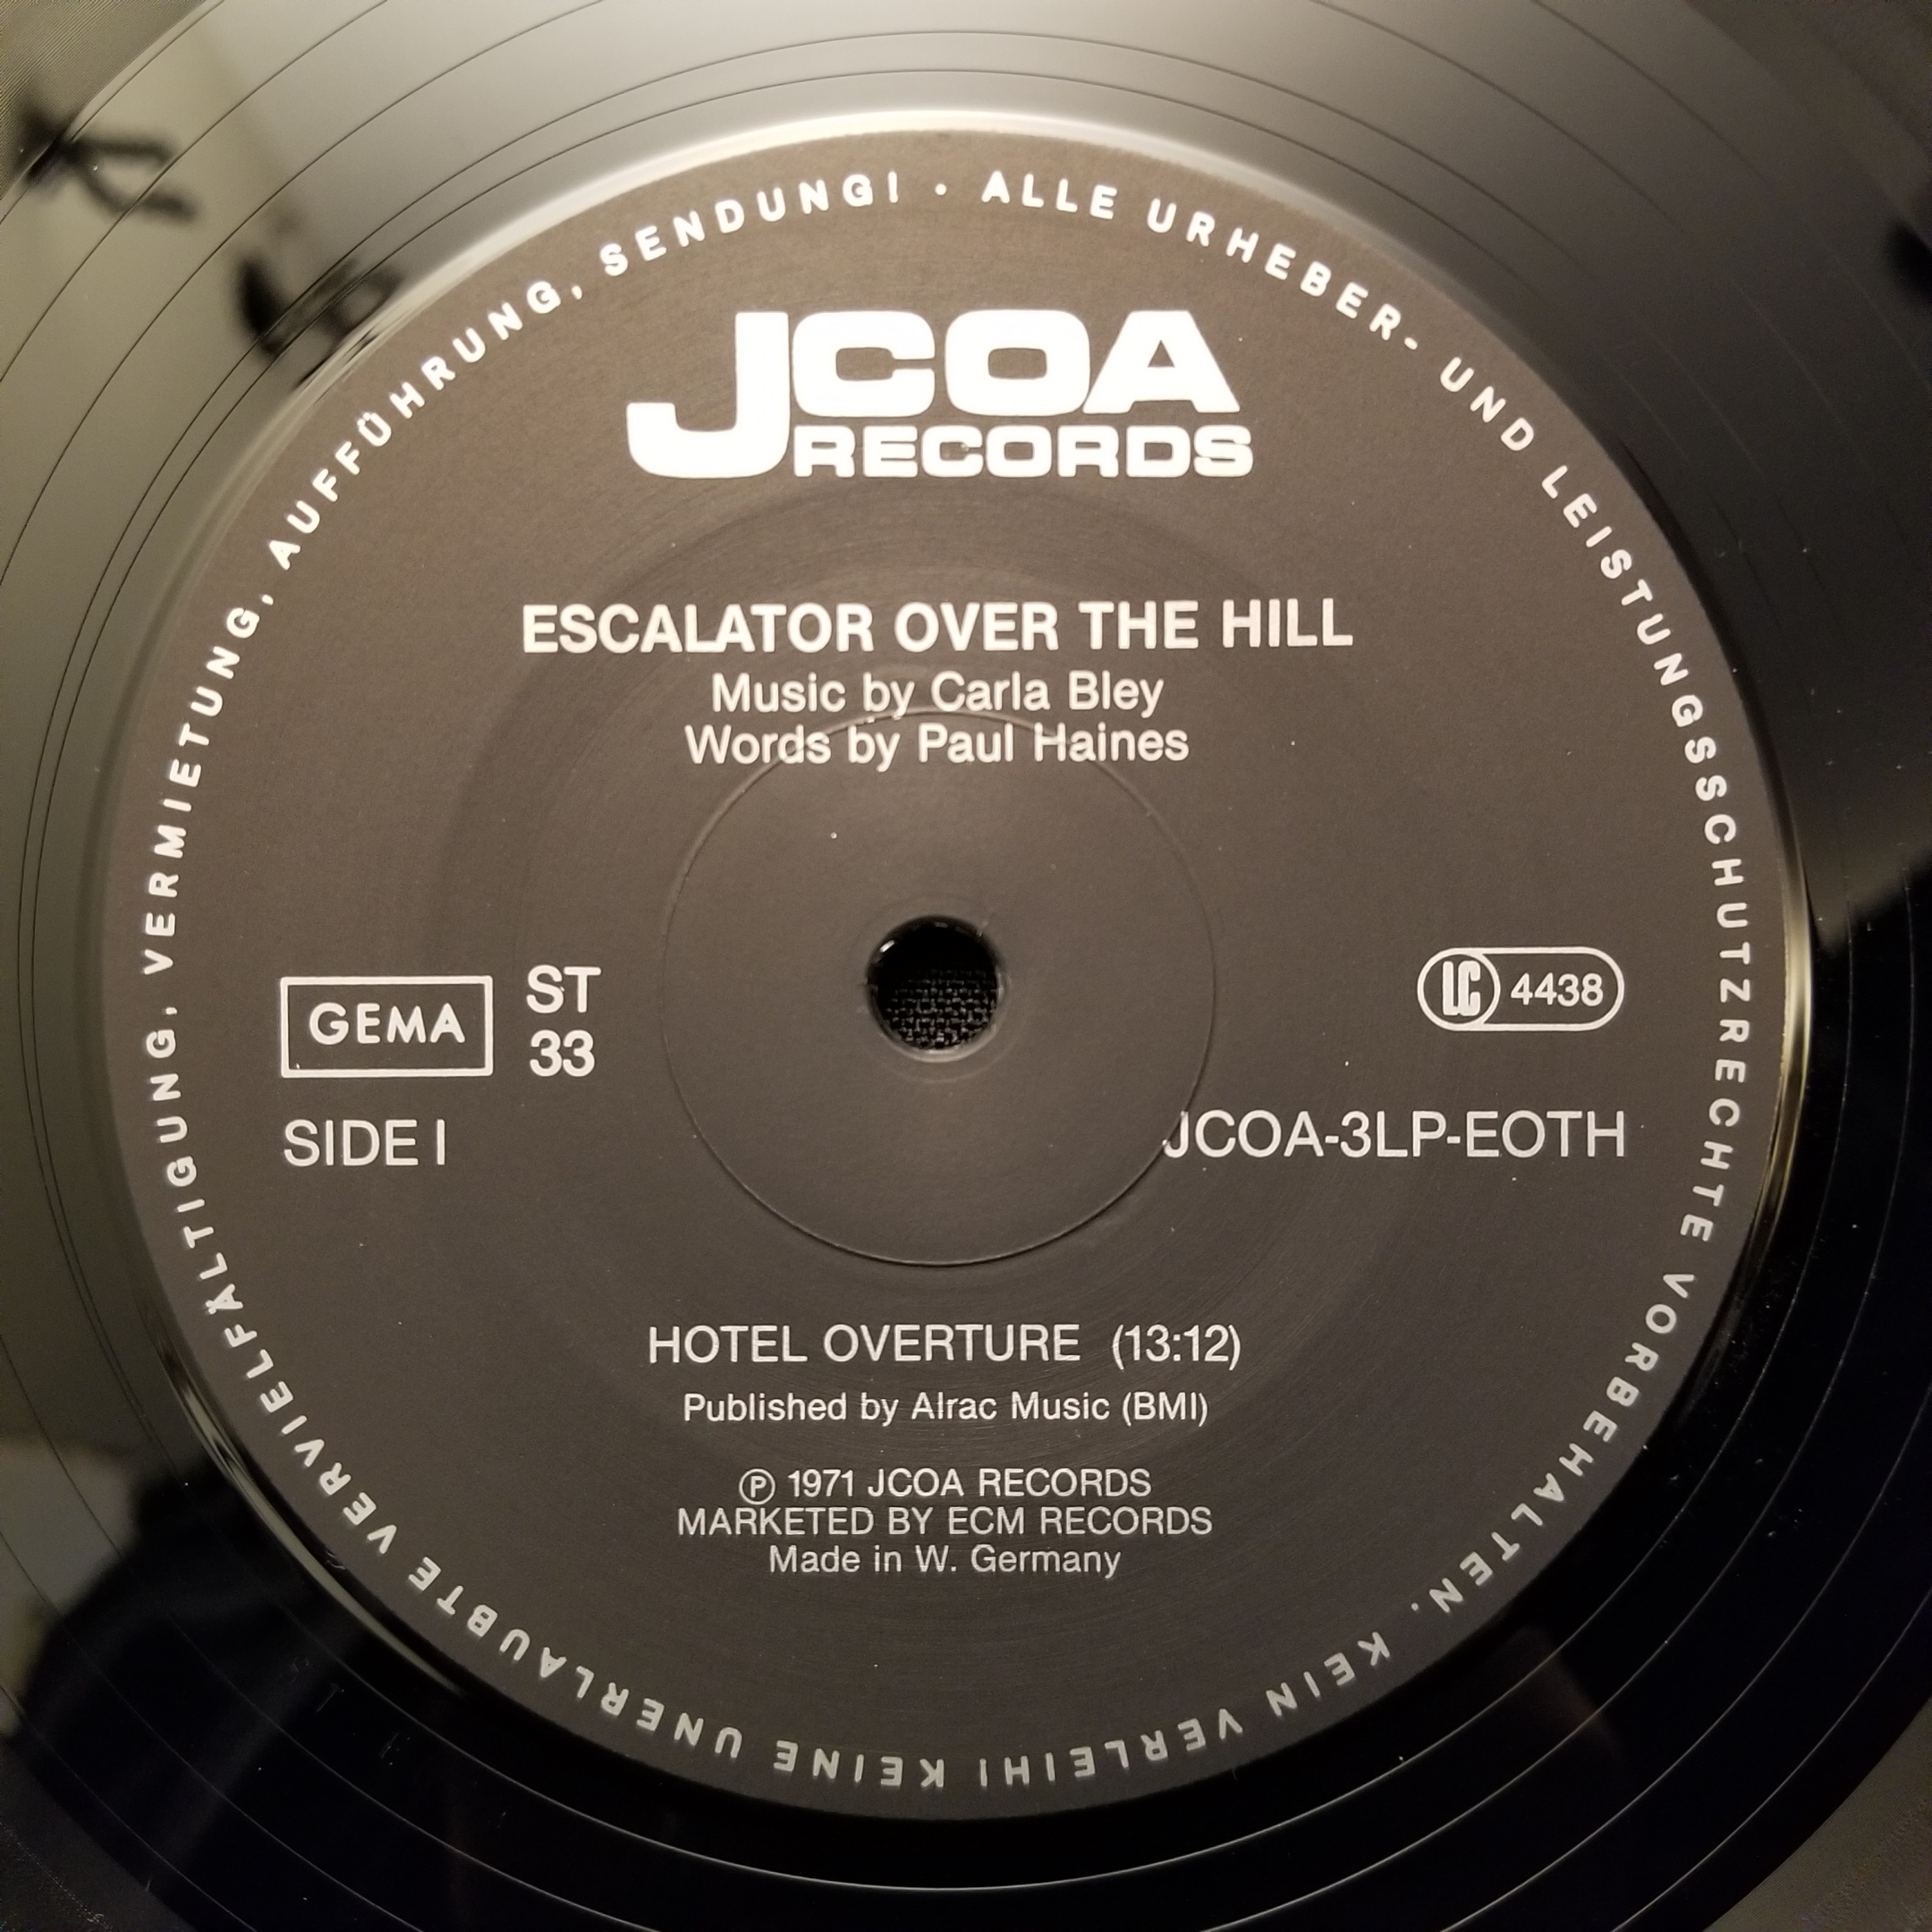 ALLE URHEBER- UND LEISTUNGSSCHUTZRECHTE VORBEHALTEN. KEIN VERLEIH! KEINE UNERLAUBTE VERVIELFÄLTIGUNG, VERMIETUNG, AUFFÜHRUNG, SENDUNG! •
JCOA
RECORDS
ESCALATOR OVER THE HILL
Music by Carla Bley
Words by Paul Haines
GEMA
ST
33
LC 4438
SIDE I
JCOA-3LP-EOTH
HOTEL OVERTURE (13:12)
Published by Alrac Music (BMI)
Ⓟ 1971 JCOA RECORDS
MARKETED BY ECM RECORDS
Made in W. Germany